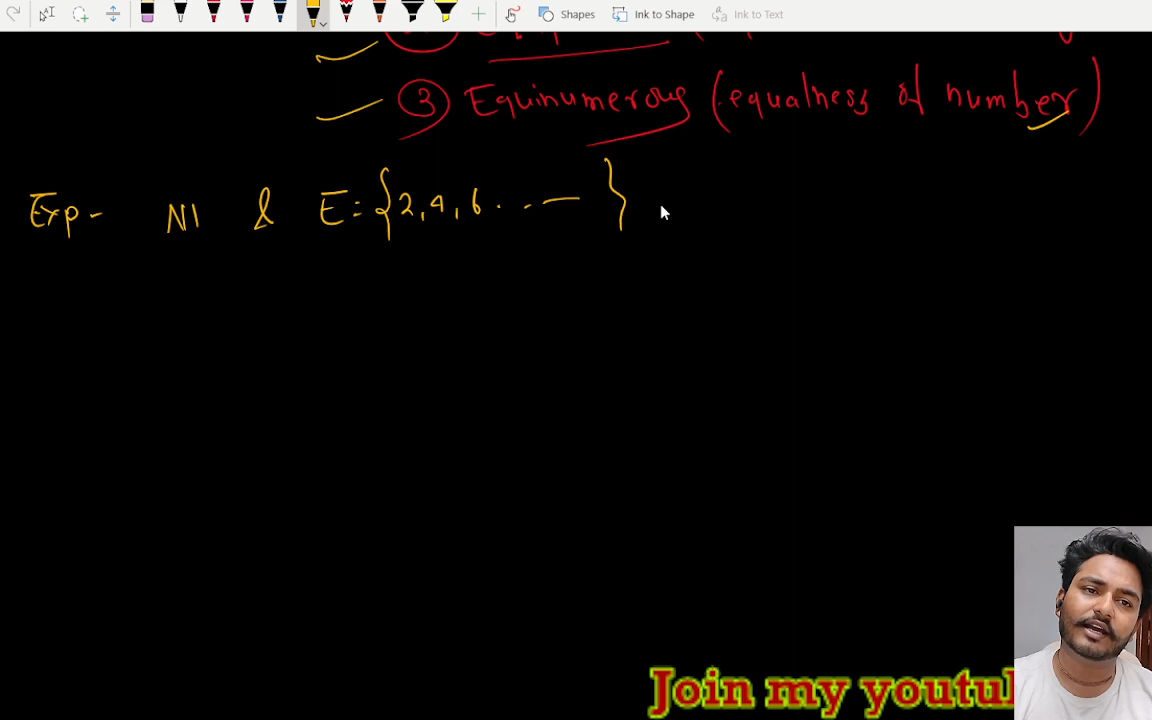 Shapes Ink to Shape Ink to Text
③ Equinumerous (equalness of number)
Exp- N & E = {2, 4, 6 . . . — }
Join my youtu